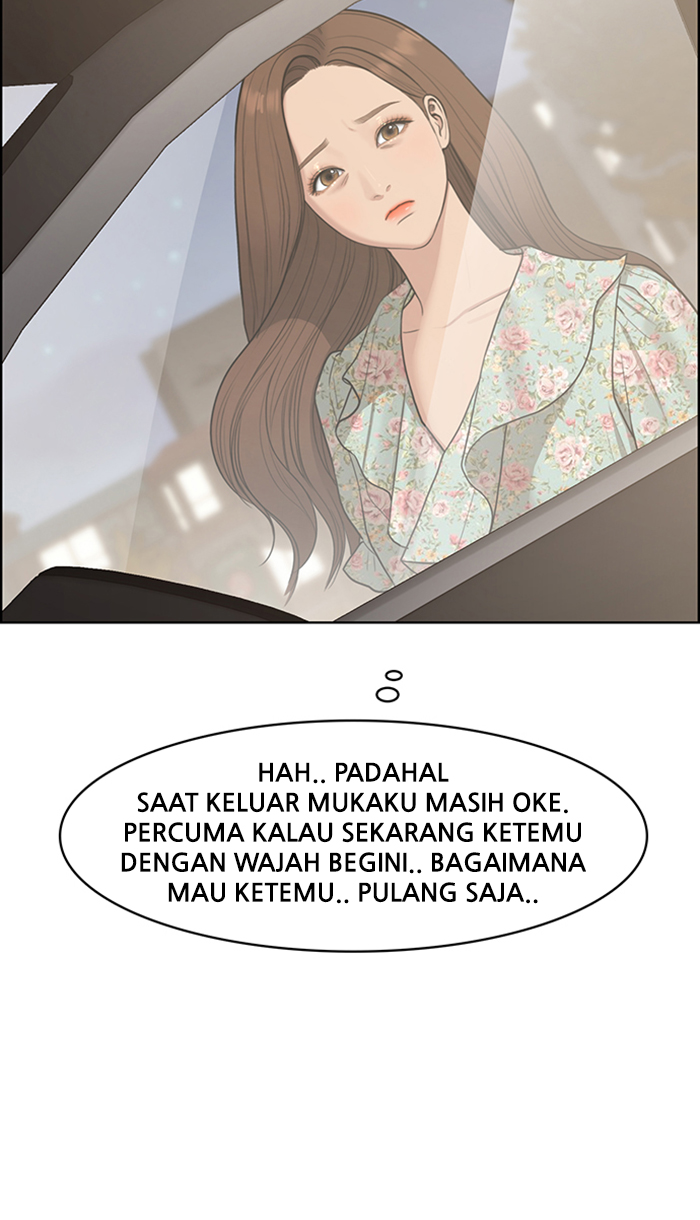 HAH.. PADAHAL
SAAT KELUAR MUKAKU MASIH OKE.
PERCUMA KALAU SEKARANG KETEMU
DENGAN WAJAH BEGINI.. BAGAIMANA
MAU KETEMU.. PULANG SAJA..